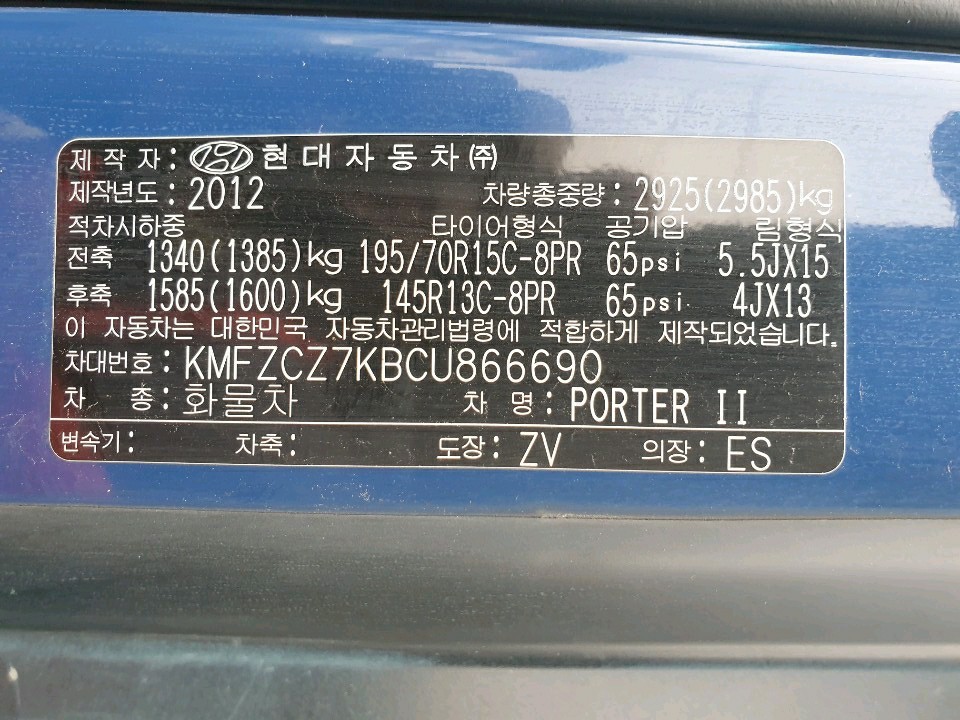 제 작 자 : 현 대 자 동 차 ㈜
제작년도 : 2012 차량총중량 : 2925(2985)kg
적차시하중 타이어형식 공기압 림형식
전축 1340(1385)kg 195/70R15C-8PR 65psi 5.5JX15
후축 1585(1600)kg 145R13C-8PR 65psi 4JX13
이 자동차는 대한민국 자동차관리법령에 적합하게 제작되었습니다.
차대번호 : KMFZCZ7KBCU866690
차 종 : 화물차 차 명 : PORTER II
변속기 : 차축 : 도장 : ZV 의장 : ES